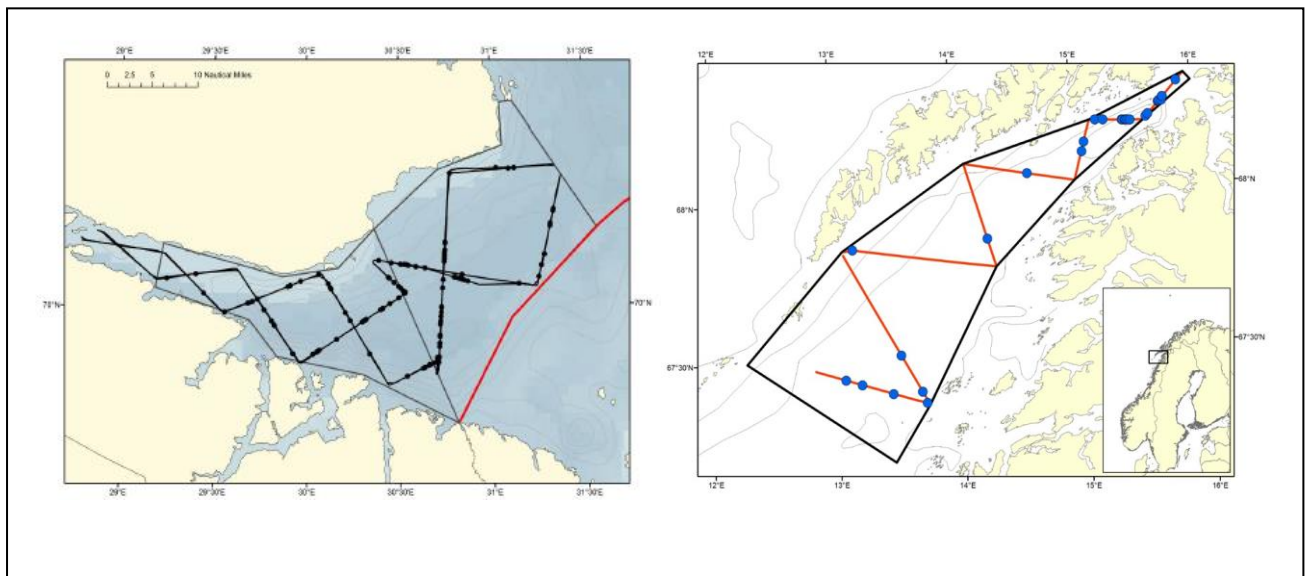 29°E 29°30'E 30°E 30°30'E 31°E 31°30'E
0 2.5 5 10 Nautical Miles
70°N 70°N
29°E 29°30'E 30°E 30°30'E 31°E 31°30'E
12°E 13°E 14°E 15°E 16°E
68°N 68°N
67°30'N 67°30'N
12°E 13°E 14°E 15°E 16°E